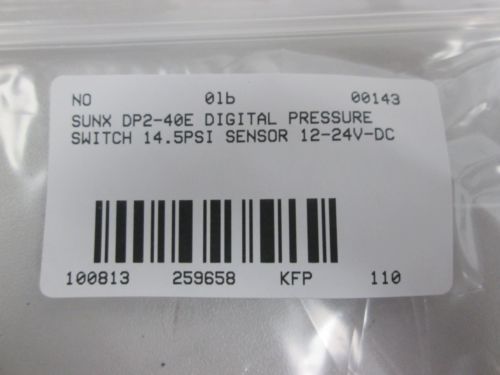 NO 0lb 00143
SUNX DP2-40E DIGITAL PRESSURE
SWITCH 14.5PSI SENSOR 12-24V-DC
100813 259658 KFP 110